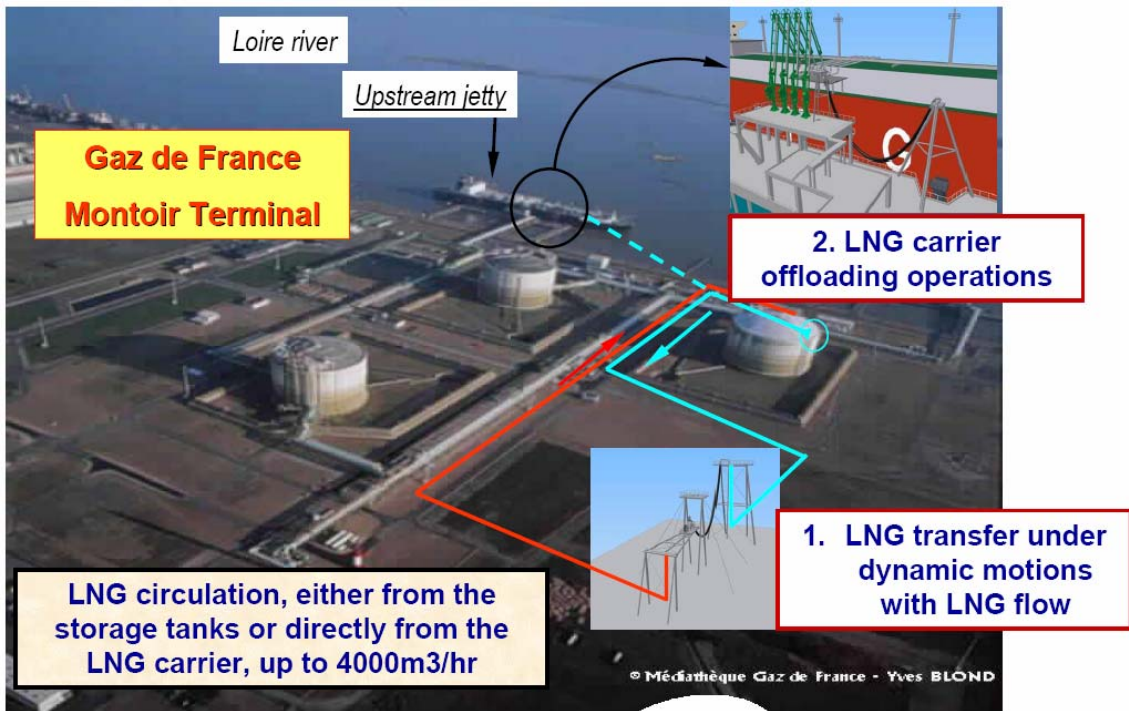 Loire river
Upstream jetty
Gaz de France
Montoir Terminal
G
2. LNG carrier
offloading operations
1. LNG transfer under
dynamic motions
with LNG flow
LNG circulation, either from the
storage tanks or directly from the
LNG carrier, up to 4000m3/hr
© Médiathèque Gaz de France - Yves BLOND